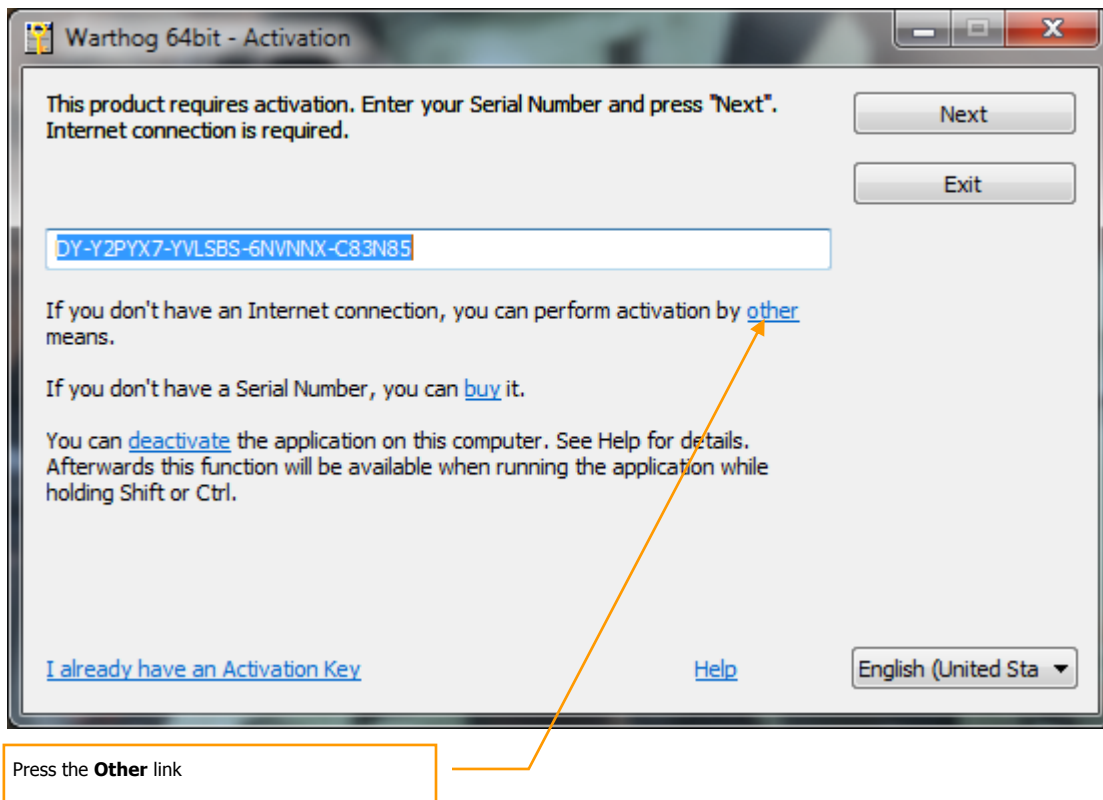 Warthog 64bit - Activation
This product requires activation. Enter your Serial Number and press "Next".
Internet connection is required.
Next
Exit
DY-Y2PYX7-YVLSBS-6NVNNX-C83N85
If you don't have an Internet connection, you can perform activation by other
means.
If you don't have a Serial Number, you can buy it.
You can deactivate the application on this computer. See Help for details.
Afterwards this function will be available when running the application while
holding Shift or Ctrl.
I already have an Activation Key
Help
English (United Sta
Press the Other link